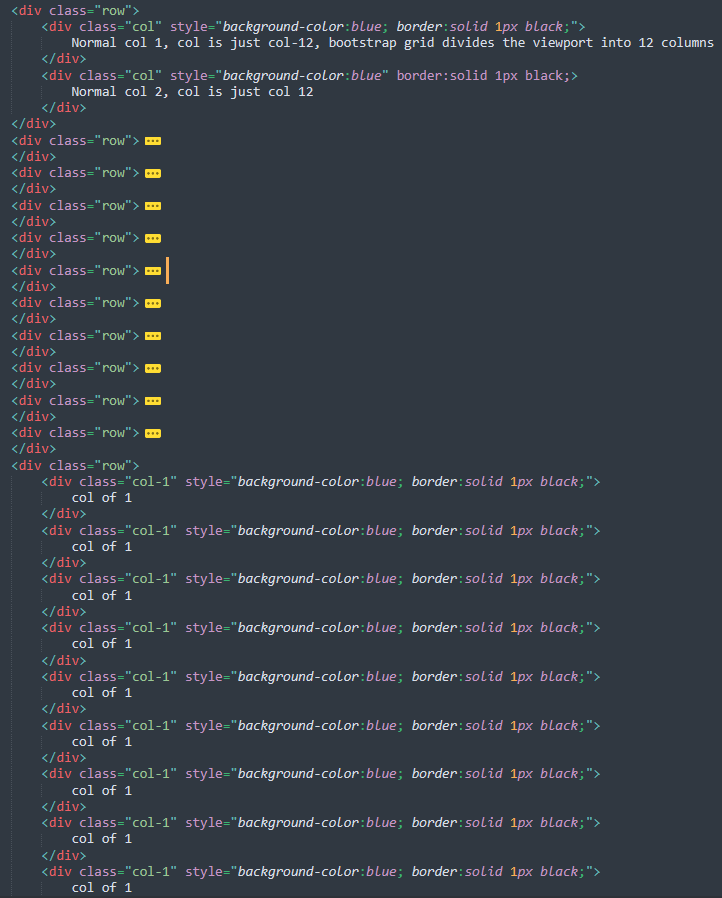 <div class="row">
<div class="col" style="background-color:blue; border:solid 1px black;">
Normal col 1, col is just col-12, bootstrap grid divides the viewport into 12 columns
</div>
<div class="col" style="background-color:blue" border:solid 1px black;>
Normal col 2, col is just col 12
</div>
</div>
<div class="row"> ...
</div>
<div class="row"> ...
</div>
<div class="row"> ...
</div>
<div class="row"> ...
</div>
<div class="row"> ...
</div>
<div class="row"> ...
</div>
<div class="row"> ...
</div>
<div class="row"> ...
</div>
<div class="row"> ...
</div>
<div class="row"> ...
</div>
<div class="row">
<div class="col-1" style="background-color:blue; border:solid 1px black;">
col of 1
</div>
<div class="col-1" style="background-color:blue; border:solid 1px black;">
col of 1
</div>
<div class="col-1" style="background-color:blue; border:solid 1px black;">
col of 1
</div>
<div class="col-1" style="background-color:blue; border:solid 1px black;">
col of 1
</div>
<div class="col-1" style="background-color:blue; border:solid 1px black;">
col of 1
</div>
<div class="col-1" style="background-color:blue; border:solid 1px black;">
col of 1
</div>
<div class="col-1" style="background-color:blue; border:solid 1px black;">
col of 1
</div>
<div class="col-1" style="background-color:blue; border:solid 1px black;">
col of 1
</div>
<div class="col-1" style="background-color:blue; border:solid 1px black;">
col of 1